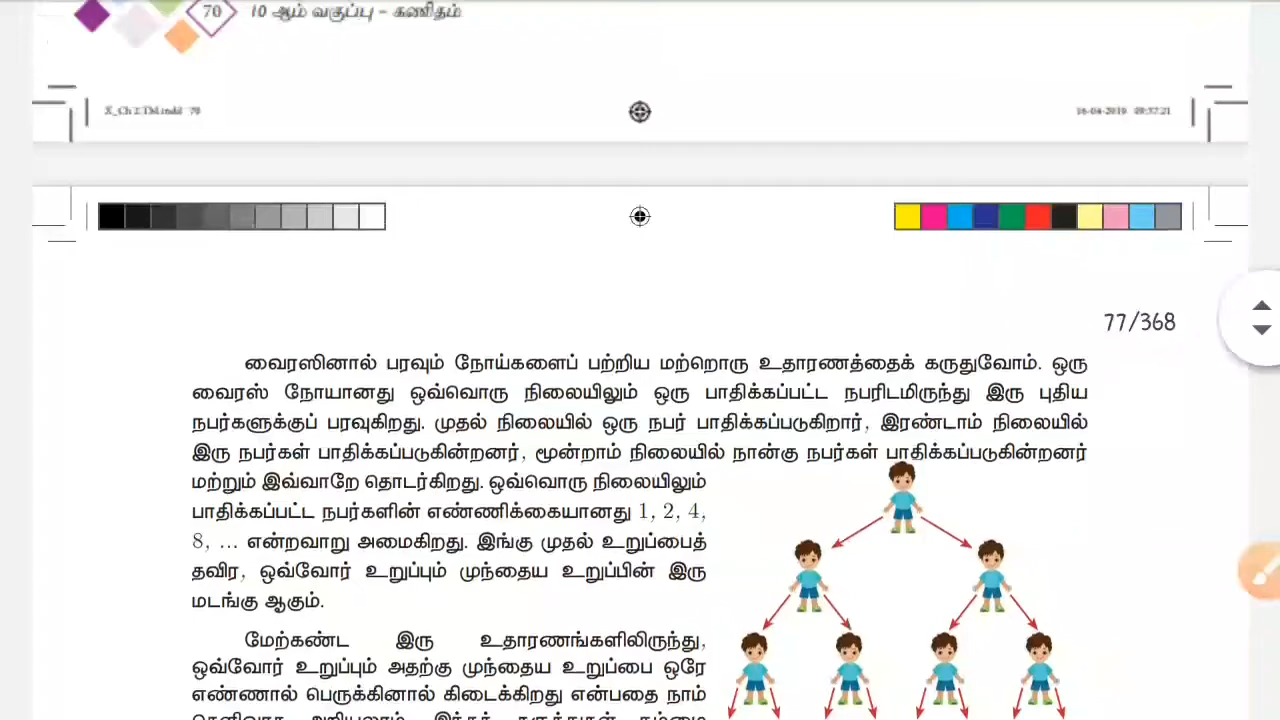 70 10 ஆம் வகுப்பு – கணிதம்
16-04-2019
77/368
வைரஸினால் பரவும் நோய்களைப் பற்றிய மற்றொரு உதாரணத்தைக் கருதுவோம். ஒரு
வைரஸ் நோயானது ஒவ்வொரு நிலையிலும் ஒரு பாதிக்கப்பட்ட நபரிடமிருந்து இரு புதிய
நபர்களுக்குப் பரவுகிறது. முதல் நிலையில் ஒரு நபர் பாதிக்கப்படுகிறார், இரண்டாம் நிலையில்
இரு நபர்கள் பாதிக்கப்படுகின்றனர், மூன்றாம் நிலையில் நான்கு நபர்கள் பாதிக்கப்படுகின்றனர்
மற்றும் இவ்வாறே தொடர்கிறது. ஒவ்வொரு நிலையிலும்
பாதிக்கப்பட்ட நபர்களின் எண்ணிக்கையானது 1, 2, 4,
8, ... என்றவாறு அமைகிறது. இங்கு முதல் உறுப்பைத்
தவிர, ஒவ்வோர் உறுப்பும் முந்தைய உறுப்பின் இரு
மடங்கு ஆகும்.
மேற்கண்ட இரு உதாரணங்களிலிருந்து,
ஒவ்வோர் உறுப்பும் அதற்கு முந்தைய உறுப்பை ஒரே
எண்ணால் பெருக்கினால் கிடைக்கிறது என்பதை நாம்